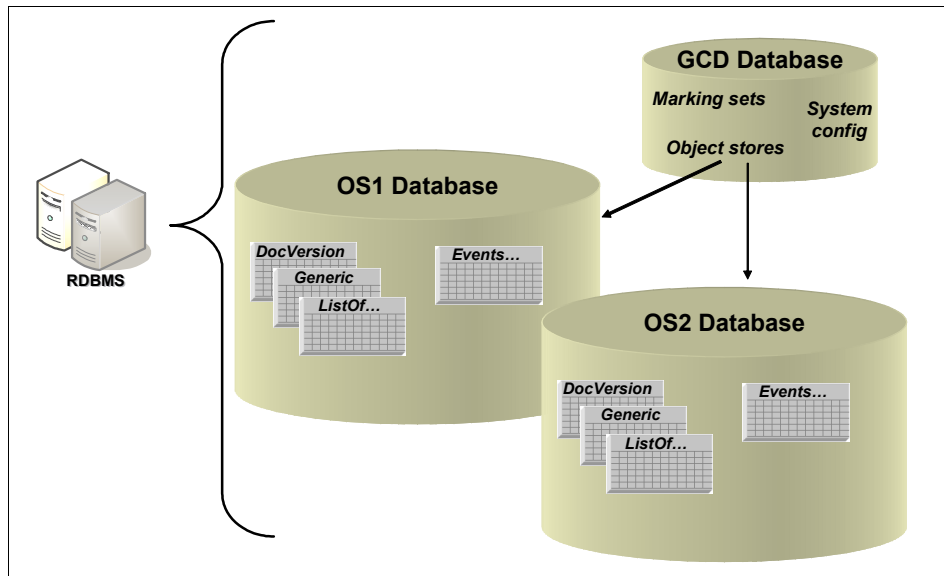 GCD Database
Marking sets
System
config
Object stores
OS1 Database
DocVersion
Generic
ListOf...
Events...
RDBMS
OS2 Database
DocVersion
Generic
ListOf...
Events...